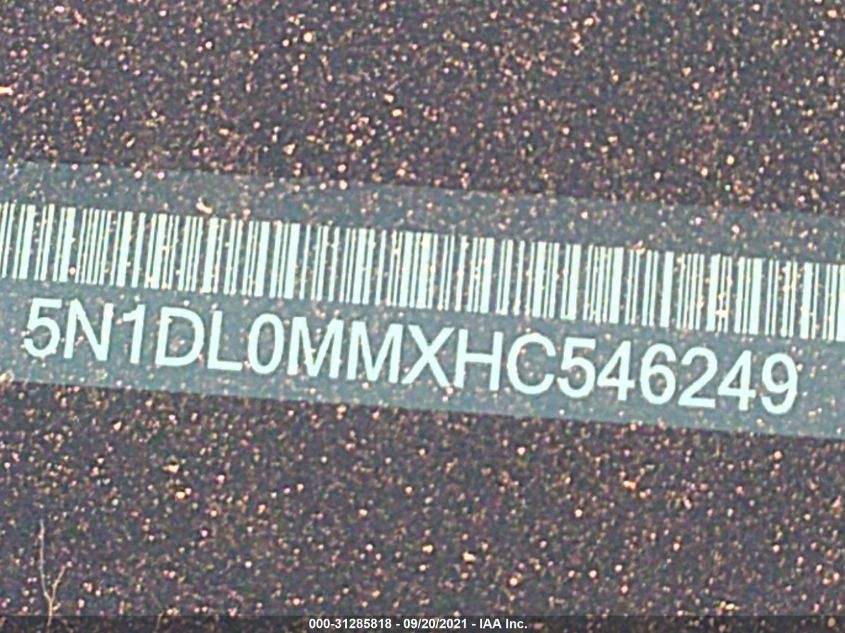 5N1DL0MMXHC546249
000-31285818 - 09/20/2021 - IAA Inc.